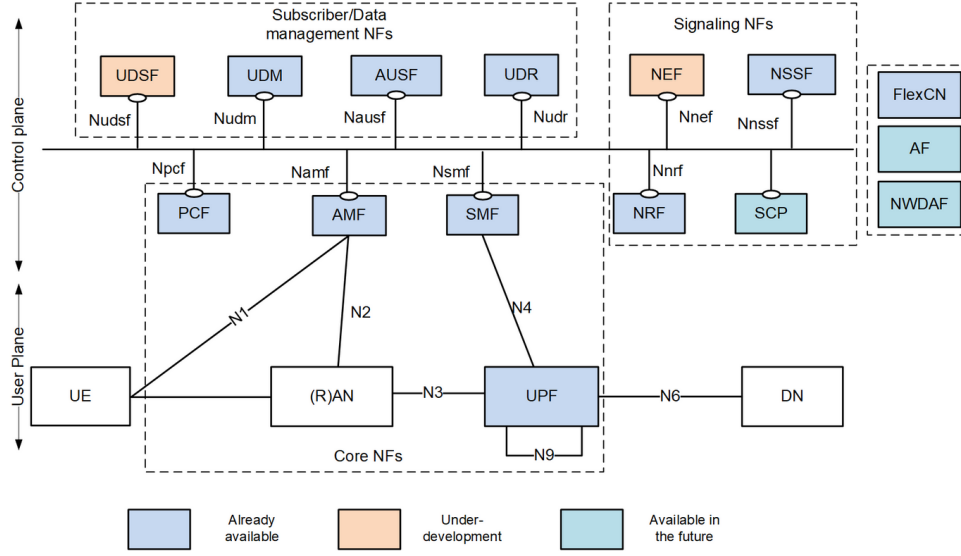 Subscriber/Data
management NFs
Signaling NFs
UDSF
UDM
AUSF
UDR
NEF
NSSF
FlexCN
Nudsf
Nudm
Nausf
Nudr
Nnef
Nnssf
AF
Control plane
Npcf
Namf
Nsmf
Nnrf
NWDAF
PCF
AMF
SMF
NRF
SCP
N1
N2
N4
User Plane
UE
(R)AN
N3
UPF
N6
DN
N9
Core NFs
Already
available
Under-
development
Available in
the future